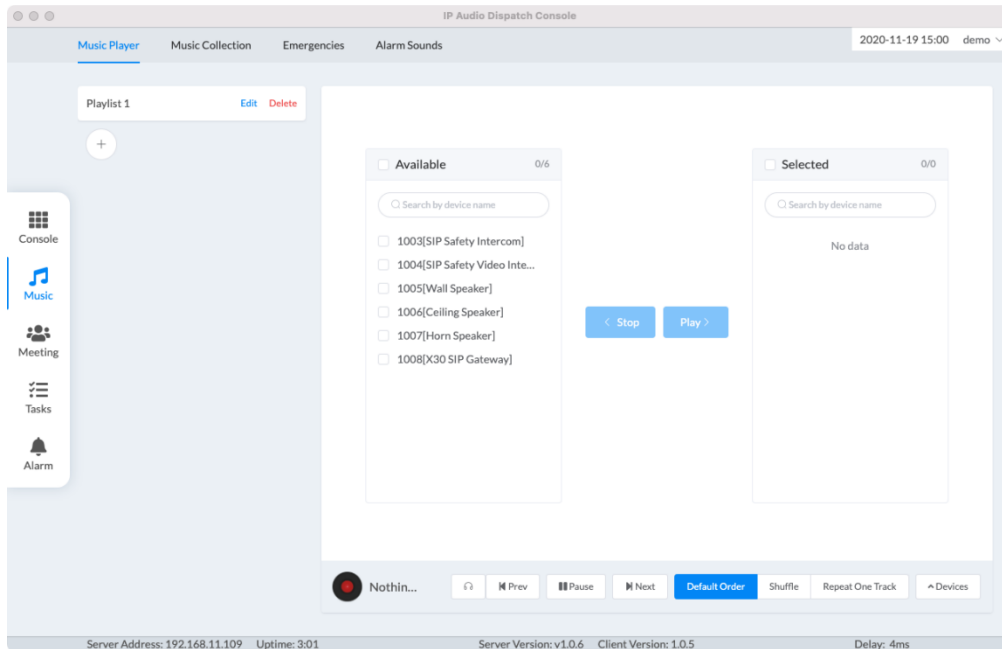 IP Audio Dispatch Console
Music Player Music Collection Emergencies Alarm Sounds
2020-11-19 15:00 demo
Playlist 1 Edit Delete
+
Console
Music
Meeting
Tasks
Alarm
Available 0/6
Search by device name
1003[SIP Safety Intercom]
1004[SIP Safety Video Inte...
1005[Wall Speaker]
1006[Ceiling Speaker]
1007[Horn Speaker]
1008[X30 SIP Gateway]
< Stop Play >
Selected 0/0
Search by device name
No data
Nothin... Prev Pause Next Default Order Shuffle Repeat One Track Devices
Server Address: 192.168.11.109 Uptime: 3:01 Server Version: v1.0.6 Client Version: 1.0.5 Delay: 4ms